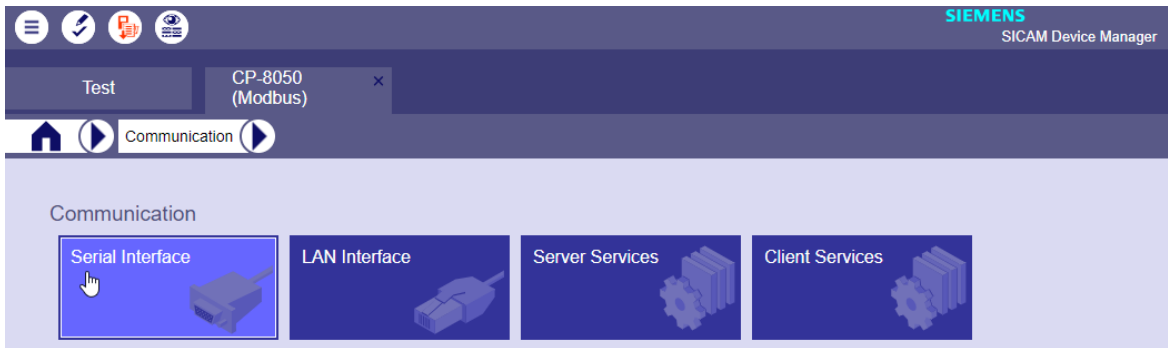 SIEMENS
SICAM Device Manager
Test
CP-8050
(Modbus)
×
Communication
Communication
Serial Interface
LAN Interface
Server Services
Client Services